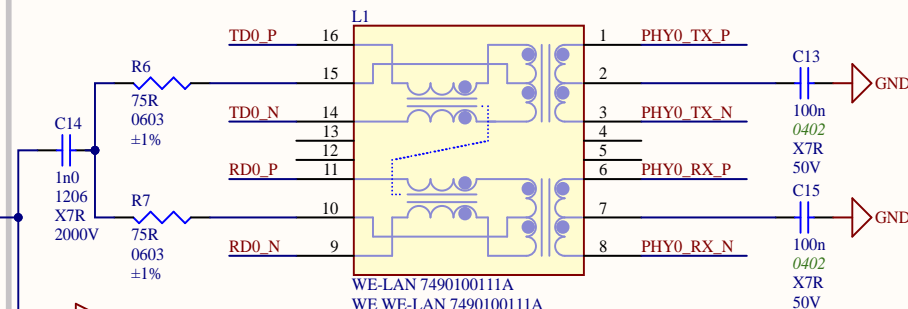 L1
TD0_P 16 1 PHY0_TX_P
R6 15 2 C13 GND
75R
0603
±1%
100n
0402
X7R
50V
TD0_N 14 3 PHY0_TX_N
C14 13 4
12 5
1n0
1206
X7R
2000V
RD0_P 11 6 PHY0_RX_P
R7 10 7 C15 GND
75R
0603
±1%
100n
0402
X7R
50V
RD0_N 9 8 PHY0_RX_N
WE-LAN 7490100111A
WE WE-LAN 7490100111A